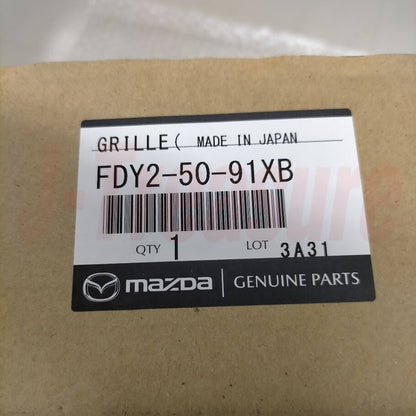 GRILLE( MADE IN JAPAN
FDY2-50-91XB
QTY 1 LOT 3A31
mazda GENUINE PARTS